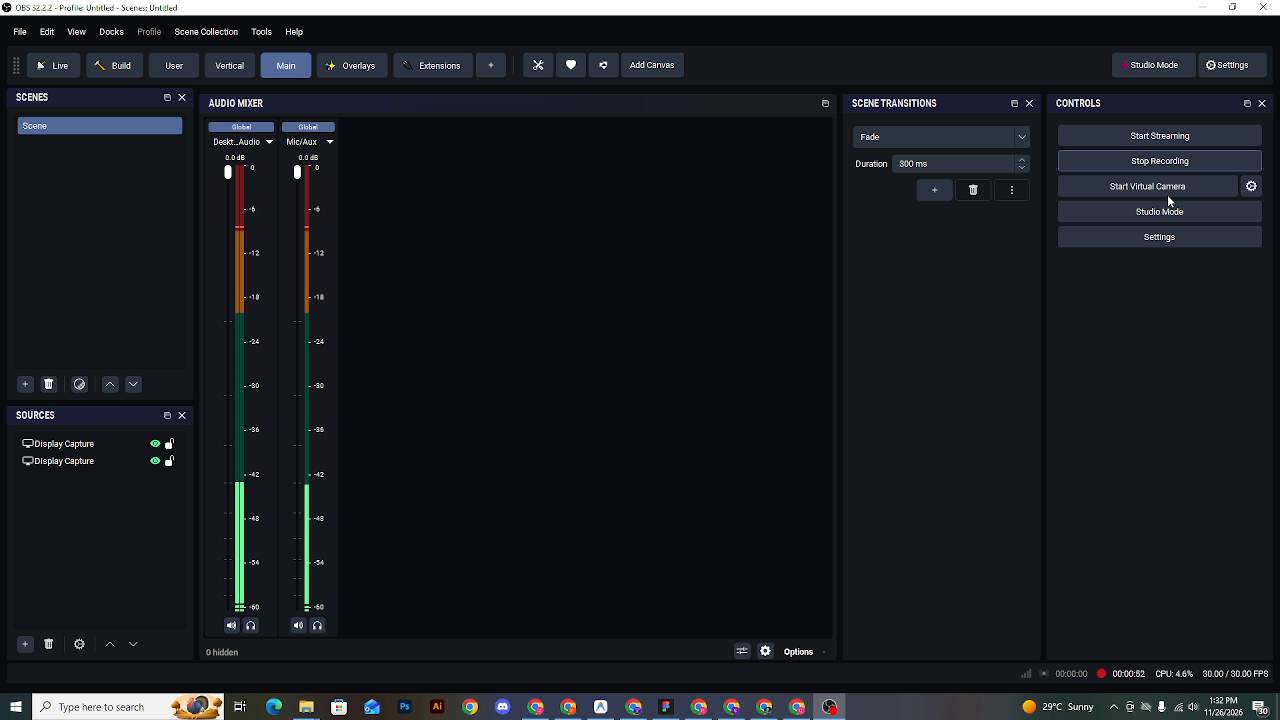 OBS 32.2.2 - Profile: Untitled - Scenes: Untitled
File Edit View Docks Profile Scene Collection Tools Help
Live Build User Vertical Main Overlays Extensions + Add Canvas Studio Mode Settings
SCENES
Scene
SOURCES
Display Capture
Display Capture
AUDIO MIXER
Global Global
Deskt...Audio Mic/Aux
0.0 dB 0.0 dB
0 0
-6 -6
-12 -12
-18 -18
-24 -24
-30 -30
-36 -36
-42 -42
-48 -48
-54 -54
-60 -60
0 hidden
Options
SCENE TRANSITIONS
Fade
Duration 300 ms
CONTROLS
Start Streaming
Stop Recording
Start Virtual Camera
Studio Mode
Settings
00:00:00 00:00:52 CPU: 4.6% 30.00 / 30.00 FPS
Type here to search
Ps
Ai
29°C Sunny
1:32 PM
11/26/2026